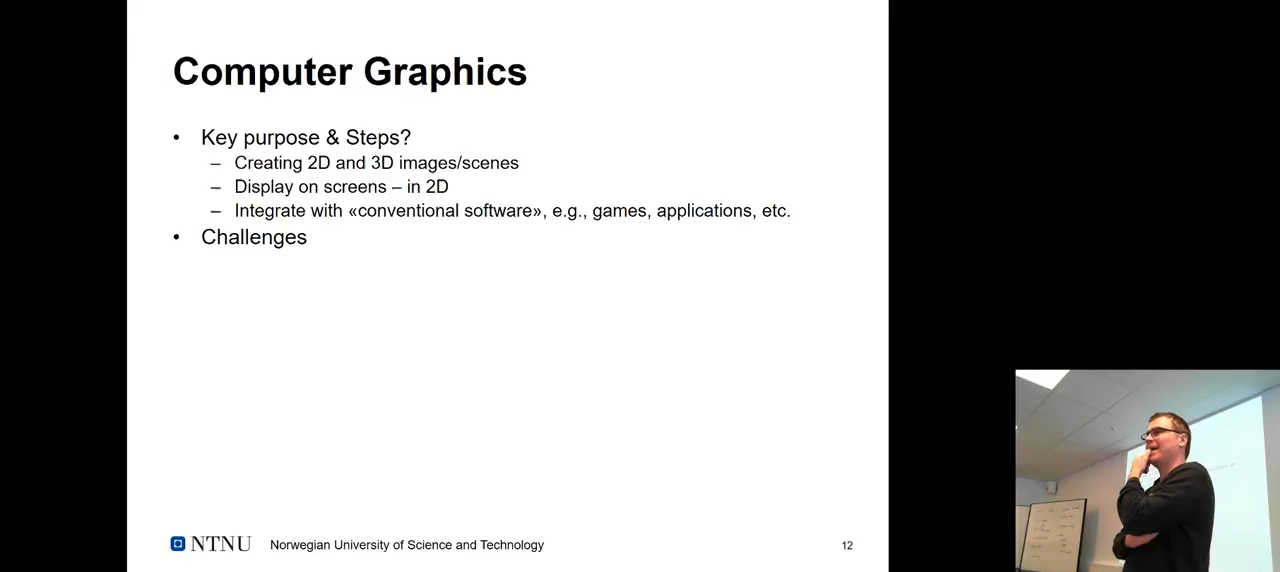 Computer Graphics
• Key purpose & Steps?
– Creating 2D and 3D images/scenes
– Display on screens – in 2D
– Integrate with «conventional software», e.g., games, applications, etc.
• Challenges
NTNU Norwegian University of Science and Technology 12